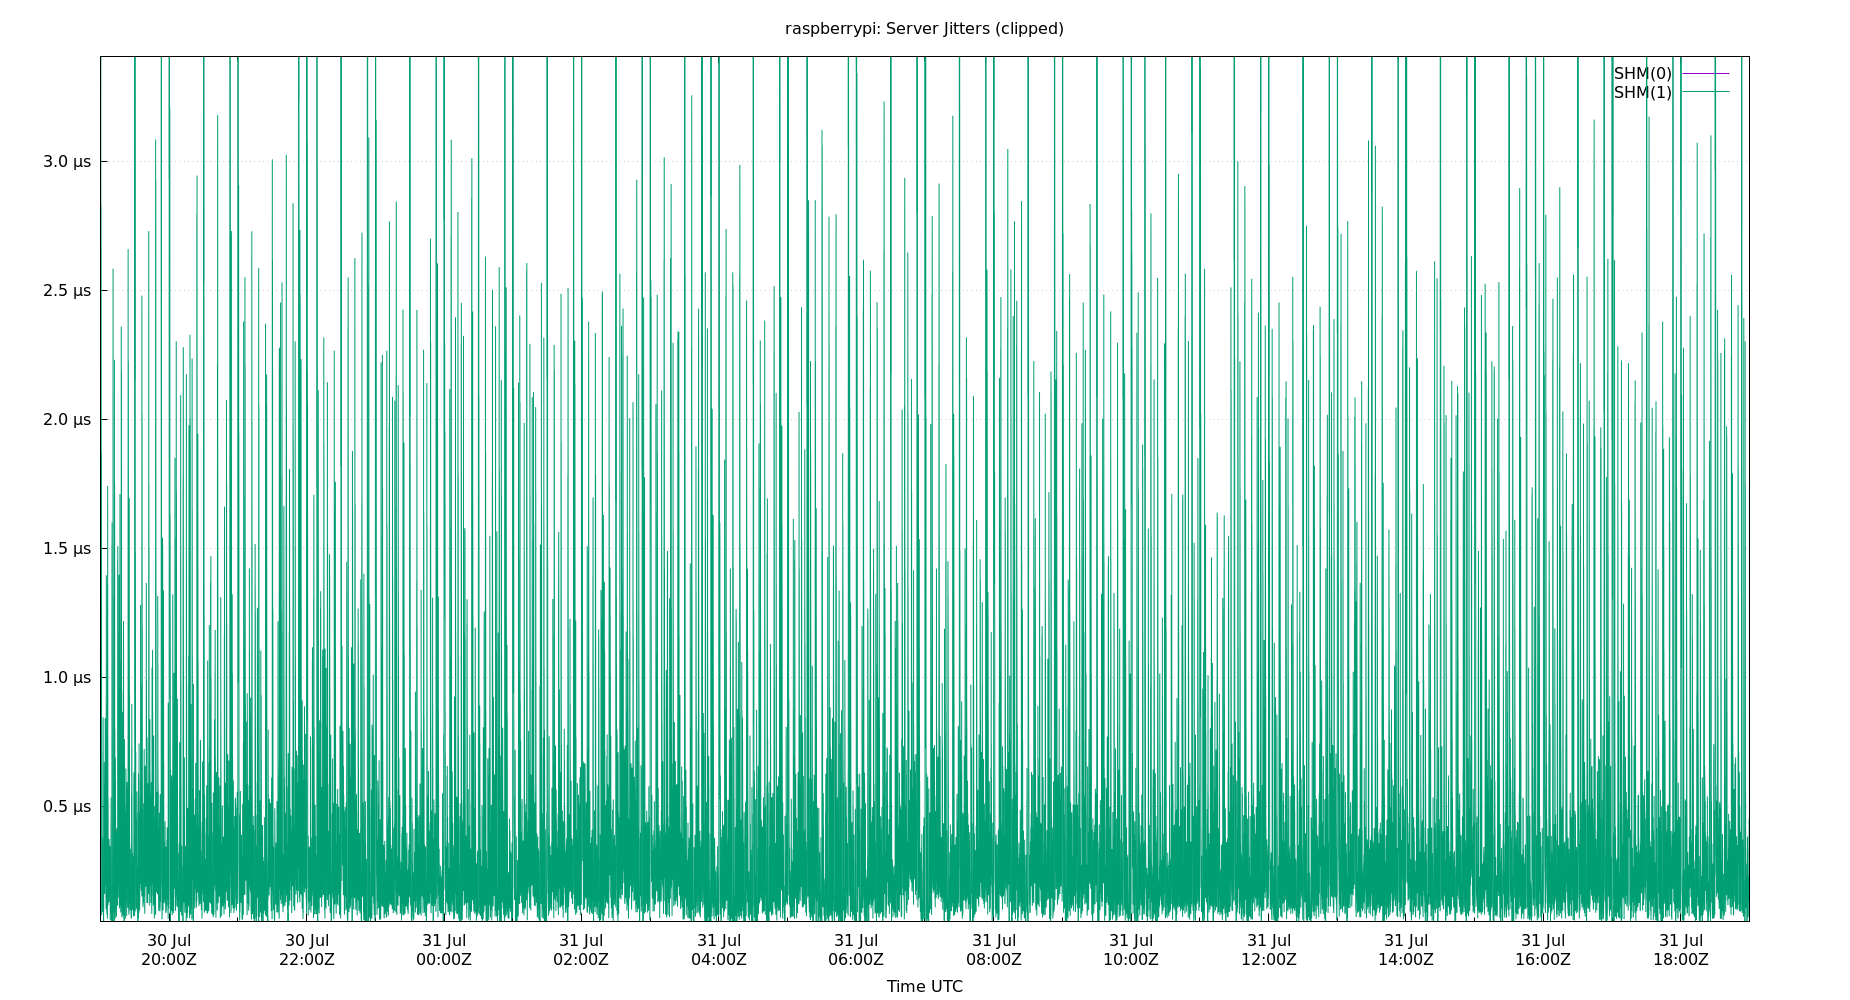 raspberrypi: Server Jitters (clipped)
SHM(0)
SHM(1)
3.0 µs
2.5 µs
2.0 µs
1.5 µs
1.0 µs
0.5 µs
30 Jul 30 Jul 31 Jul 31 Jul 31 Jul 31 Jul 31 Jul 31 Jul 31 Jul 31 Jul 31 Jul 31 Jul
20:00Z 22:00Z 00:00Z 02:00Z 04:00Z 06:00Z 08:00Z 10:00Z 12:00Z 14:00Z 16:00Z 18:00Z
Time UTC